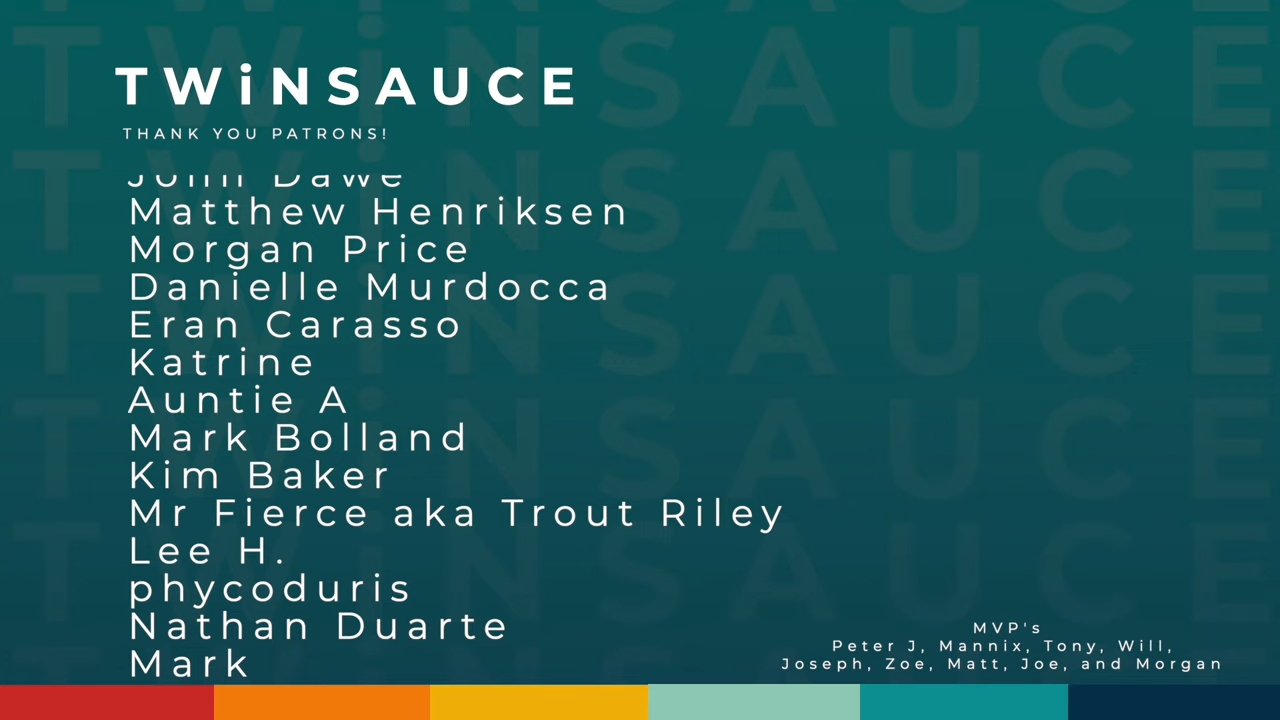 TWiNSAUCE
THANK YOU PATRONS!
John Dawe
Matthew Henriksen
Morgan Price
Danielle Murdocca
Eran Carasso
Katrine
Auntie A
Mark Bolland
Kim Baker
Mr Fierce aka Trout Riley
Lee H.
phycoduris
Nathan Duarte
Mark
MVP's
Peter J, Mannix, Tony, Will,
Joseph, Zoe, Matt, Joe, and Morgan